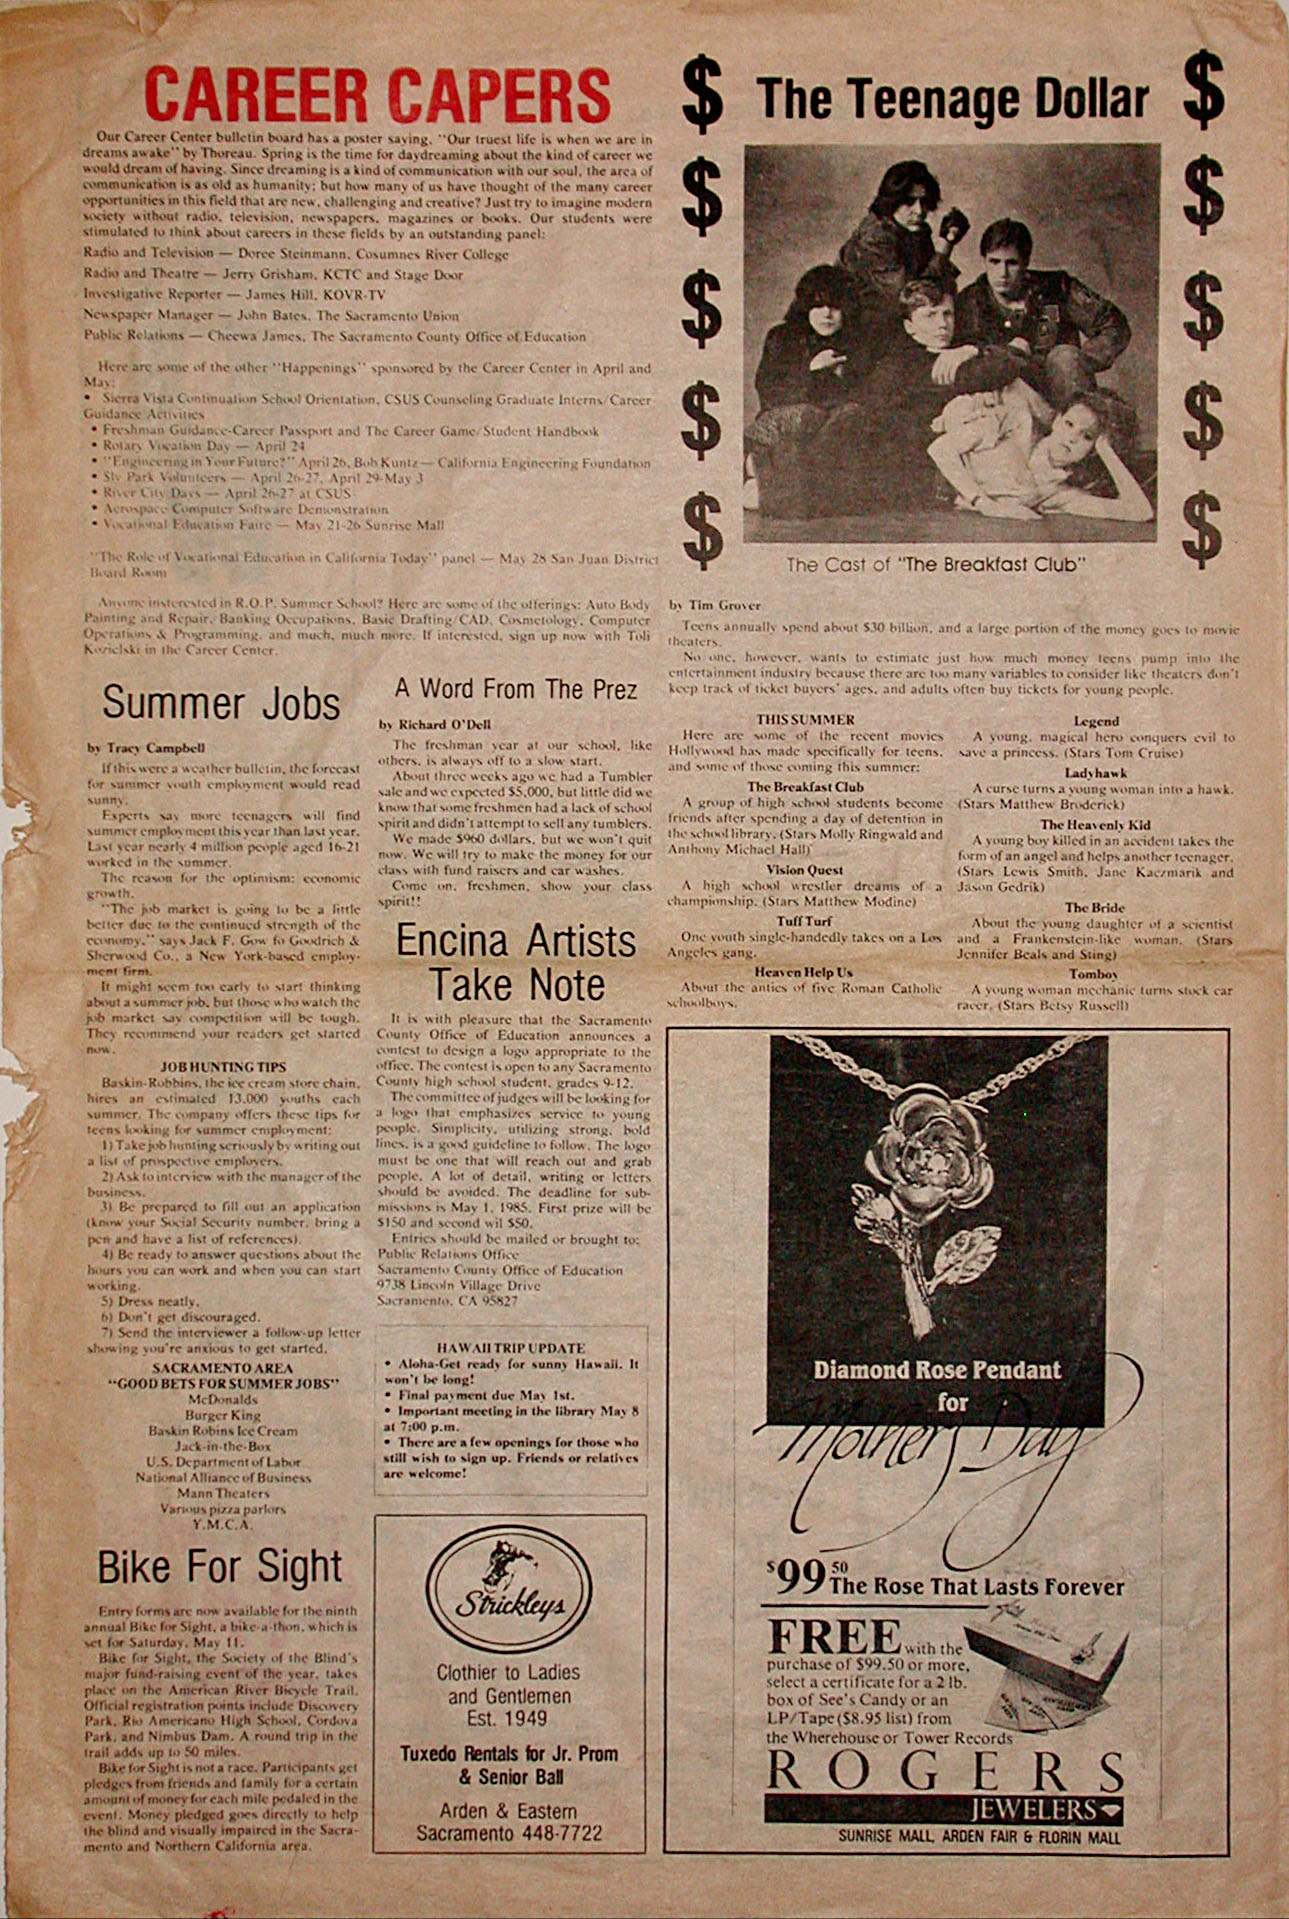 CAREER CAPERS
Our Career Center bulletin board has a poster saying, "Our truest life is when we are in
dreams awake" by Thoreau. Spring is the time for daydreaming about the kind of career we
would dream of having. Since dreaming is a kind of communication with our soul, the area of
communication is as old as humanity; but how many of us have thought of the many career
opportunities in this field that are new, challenging and creative? Just try to imagine modern
society without radio, television, newspapers, magazines or books. Our students were
stimulated to think about careers in these fields by an outstanding panel:
Radio and Television — Doree Steinmann, Cosumnes River College
Radio and Theatre — Jerry Grisham, KCTC and Stage Door
Investigative Reporter — James Hill, KOVR-TV
Newspaper Manager — John Bates, The Sacramento Union
Public Relations — Cheewa James, The Sacramento County Office of Education
Here are some of the other "Happenings" sponsored by the Career Center in April and
May:
• Sierra Vista Continuation School Orientation, CSUS Counseling Graduate Interns/Career
Guidance Activities
• Freshman Guidance-Career Passport and The Career Game/Student Handbook
• Rotary Vocation Day — April 24
• "Engineering in Your Future?" April 26, Bob Kuntz — California Engineering Foundation
• Sly Park Volunteers — April 26-27, April 29-May 3
• River City Days — April 26-27 at CSUS
• Aerospace Computer Software Demonstration
• Vocational Education Faire — May 21-26 Sunrise Mall
"The Role of Vocational Education in California Today" panel — May 28 San Juan District
Board Room
Anyone insterested in R.O.P. Summer School? Here are some of the offerings: Auto Body
Painting and Repair, Banking Occupations, Basic Drafting/CAD, Cosmetology, Computer
Operations & Programming, and much, much more. If interested, sign up now with Toli
Kozielski in the Career Center.
Summer Jobs
by Tracy Campbell
If this were a weather bulletin, the forecast
for summer youth employment would read
sunny.
Experts say more teenagers will find
summer employment this year than last year.
Last year nearly 4 million people aged 16-21
worked in the summer.
The reason for the optimism: economic
growth.
"The job market is going to be a little
better due to the continued strength of the
economy," says Jack F. Gow fo Goodrich &
Sherwood Co., a New York-based employ-
ment firm.
It might seem too early to start thinking
about a summer job, but those who watch the
job market say competition will be tough.
They recommend your readers get started
now.
JOB HUNTING TIPS
Baskin-Robbins, the ice cream store chain,
hires an estimated 13,000 youths each
summer. The company offers these tips for
teens looking for summer employment:
1) Take job hunting seriously by writing out
a list of prospective employers.
2) Ask to interview with the manager of the
business.
3) Be prepared to fill out an application
(know your Social Security number, bring a
pen and have a list of references).
4) Be ready to answer questions about the
hours you can work and when you can start
working.
5) Dress neatly.
6) Don't get discouraged.
7) Send the interviewer a follow-up letter
showing you're anxious to get started.
SACRAMENTO AREA
"GOOD BETS FOR SUMMER JOBS"
McDonalds
Burger King
Baskin Robins Ice Cream
Jack-in-the-Box
U.S. Department of Labor
National Alliance of Business
Mann Theaters
Various pizza parlors
Y.M.C.A.
Bike For Sight
Entry forms are now available for the ninth
annual Bike for Sight, a bike-a-thon, which is
set for Saturday, May 11.
Bike for Sight, the Society of the Blind's
major fund-raising event of the year, takes
place on the American River Bicycle Trail.
Official registration points include Discovery
Park, Rio Americano High School, Cordova
Park, and Nimbus Dam. A round trip in the
trail adds up to 50 miles.
Bike for Sight is not a race. Participants get
pledges from friends and family for a certain
amount of money for each mile pedaled in the
event. Money pledged goes directly to help
the blind and visually impaired in the Sacra-
mento and Northern California area.
A Word From The Prez
by Richard O'Dell
The freshman year at our school, like
others, is always off to a slow start.
About three weeks ago we had a Tumbler
sale and we expected $5,000, but little did we
know that some freshmen had a lack of school
spirit and didn't attempt to sell any tumblers.
We made $960 dollars, but we won't quit
now. We will try to make the money for our
class with fund raisers and car washes.
Come on, freshmen, show your class
spirit!!
Encina Artists
Take Note
It is with pleasure that the Sacramento
County Office of Education announces a
contest to design a logo appropriate to the
office. The contest is open to any Sacramento
County high school student, grades 9-12.
The committee of judges will be looking for
a logo that emphasizes service to young
people. Simplicity, utilizing strong, bold
lines, is a good guideline to follow. The logo
must be one that will reach out and grab
people. A lot of detail, writing or letters
should be avoided. The deadline for sub-
missions is May 1, 1985. First prize will be
$150 and second wil $50.
Entries should be mailed or brought to:
Public Relations Office
Sacramento County Office of Education
9738 Lincoln Village Drive
Sacramento, CA 95827
HAWAII TRIP UPDATE
• Aloha-Get ready for sunny Hawaii. It
won't be long!
• Final payment due May 1st.
• Important meeting in the library May 8
at 7:00 p.m.
• There are a few openings for those who
still wish to sign up. Friends or relatives
are welcome!
Strickleys
Clothier to Ladies
and Gentlemen
Est. 1949
Tuxedo Rentals for Jr. Prom
& Senior Ball
Arden & Eastern
Sacramento 448-7722
$ The Teenage Dollar $
$ $
$ $
$ $
$ $
The Cast of "The Breakfast Club"
by Tim Grover
Teens annually spend about $30 billion, and a large portion of the money goes to movie
theaters.
No one, however, wants to estimate just how much money teens pump into the
entertainment industry because there are too many variables to consider like theaters don't
keep track of ticket buyers' ages, and adults often buy tickets for young people.
THIS SUMMER
Here are some of the recent movies
Hollywood has made specifically for teens,
and some of those coming this summer:
The Breakfast Club
A group of high school students become
friends after spending a day of detention in
the school library. (Stars Molly Ringwald and
Anthony Michael Hall)
Vision Quest
A high school wrestler dreams of a
championship. (Stars Matthew Modine)
Tuff Turf
One youth single-handedly takes on a Los
Angeles gang.
Heaven Help Us
About the antics of five Roman Catholic
schoolboys.
Legend
A young, magical hero conquers evil to
save a princess. (Stars Tom Cruise)
Ladyhawk
A curse turns a young woman into a hawk.
(Stars Matthew Broderick)
The Heavenly Kid
A young boy killed in an accident takes the
form of an angel and helps another teenager.
(Stars Lewis Smith, Jane Kaczmarik and
Jason Gedrik)
The Bride
About the young daughter of a scientist
and a Frankenstein-like woman. (Stars
Jennifer Beals and Sting)
Tomboy
A young woman mechanic turns stock car
racer. (Stars Betsy Russell)
Diamond Rose Pendant
for
Mother's Day
$99.50 The Rose That Lasts Forever
FREE with the
purchase of $99.50 or more,
select a certificate for a 2 lb.
box of See's Candy or an
LP/Tape ($8.95 list) from
the Wherehouse or Tower Records
ROGERS
JEWELERS
SUNRISE MALL, ARDEN FAIR & FLORIN MALL